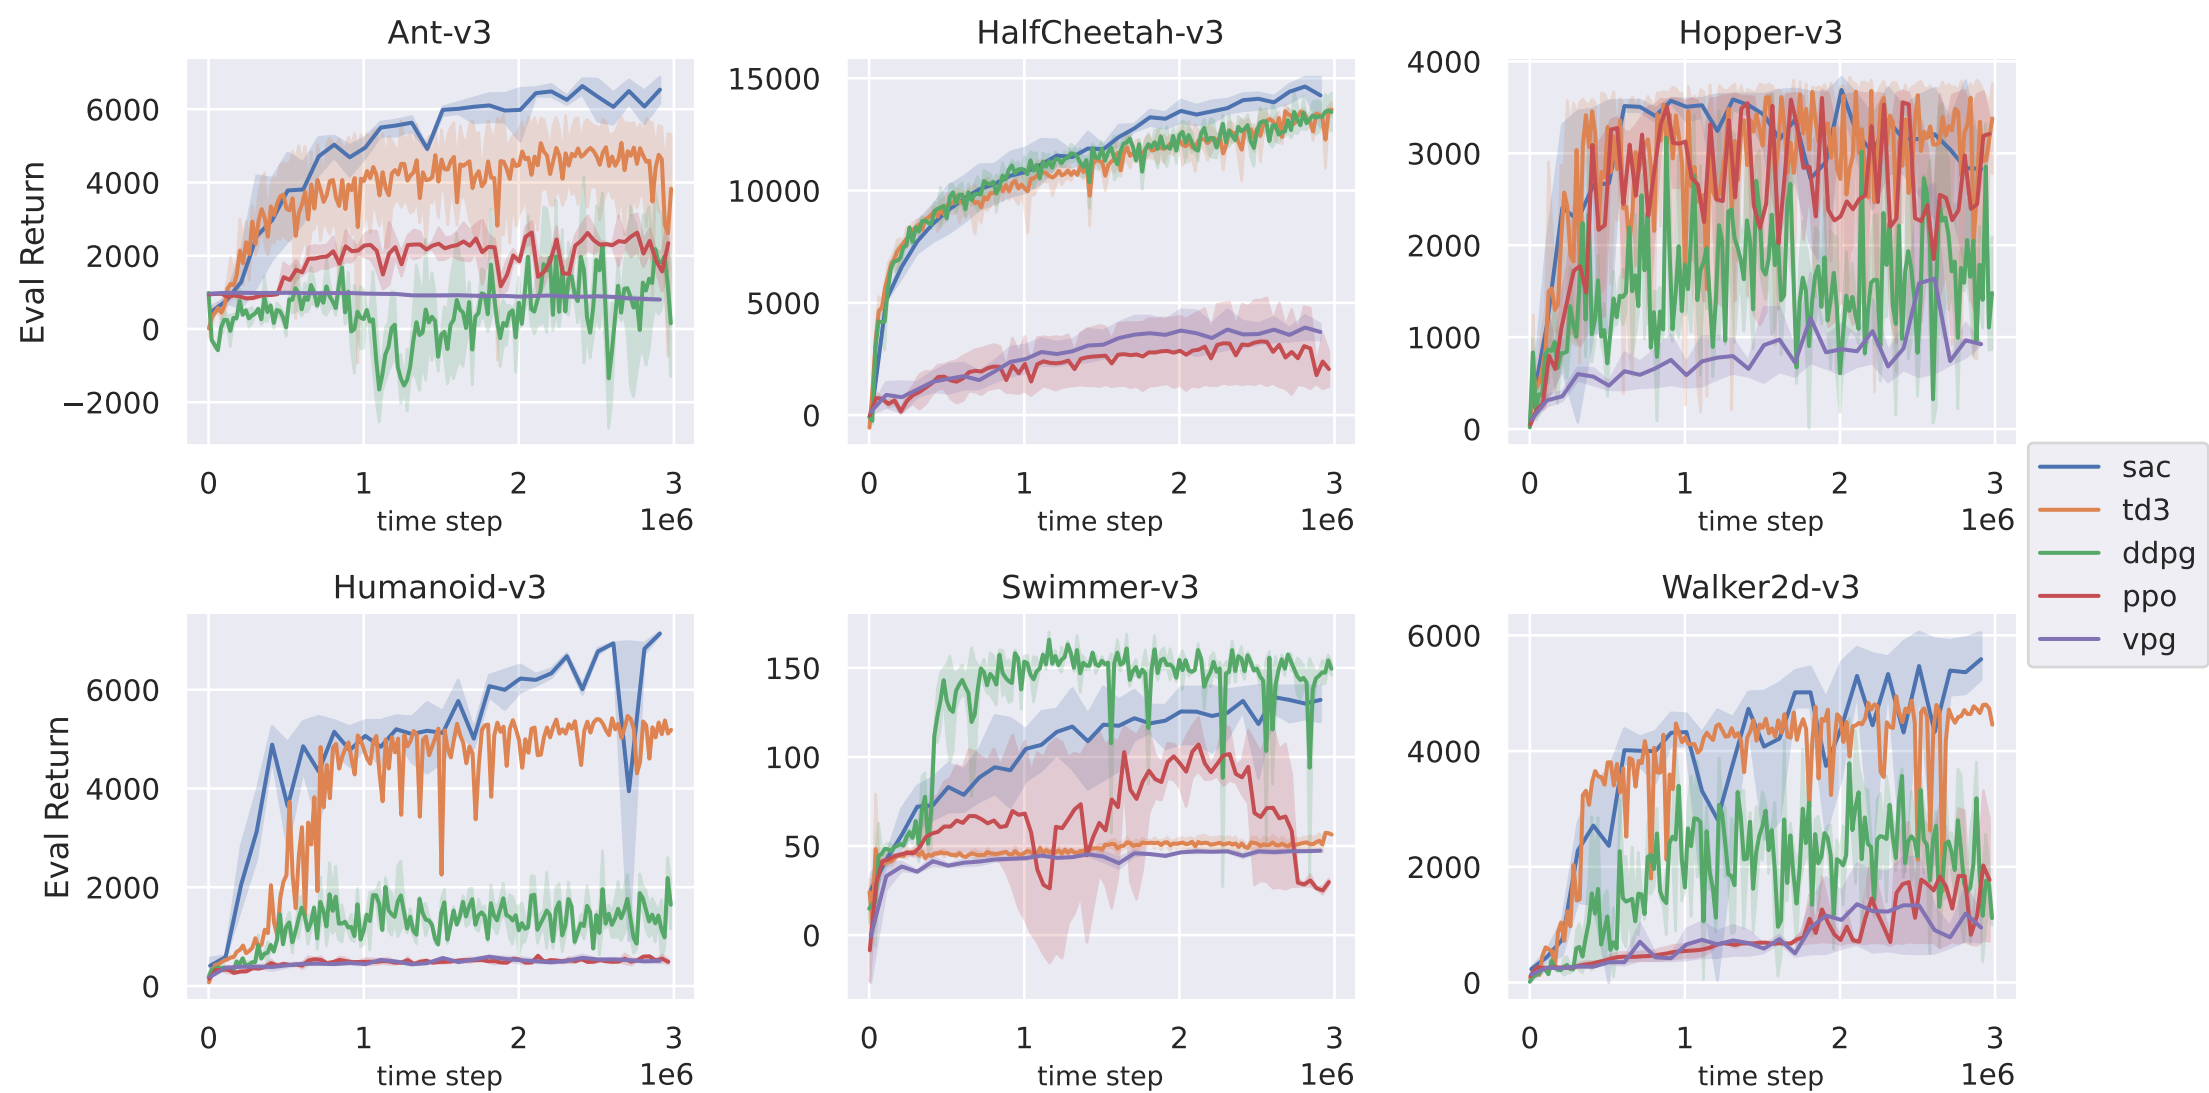 Ant-v3
Eval Return
6000
4000
2000
0
−2000
0 1 2 3
time step 1e6
HalfCheetah-v3
15000
10000
5000
0
0 1 2 3
time step 1e6
Hopper-v3
4000
3000
2000
1000
0
0 1 2 3
time step 1e6
sac
td3
ddpg
ppo
vpg
Humanoid-v3
Eval Return
6000
4000
2000
0
0 1 2 3
time step 1e6
Swimmer-v3
150
100
50
0
0 1 2 3
time step 1e6
Walker2d-v3
6000
4000
2000
0
0 1 2 3
time step 1e6